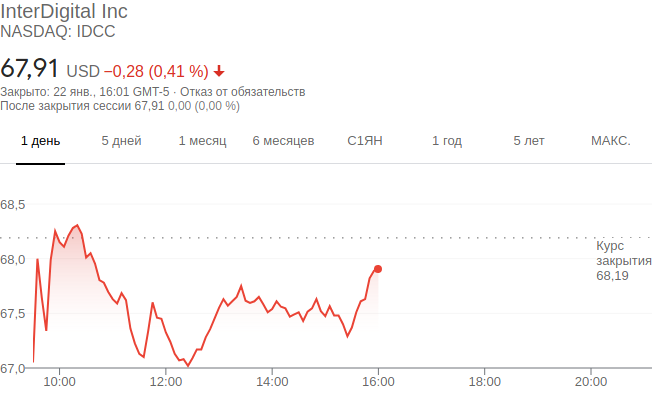 InterDigital Inc
NASDAQ: IDCC
67,91 USD −0,28 (0,41 %)
Закрыто: 22 янв., 16:01 GMT-5 · Отказ от обязательств
После закрытия сессии 67,91 0,00 (0,00 %)
1 день 5 дней 1 месяц 6 месяцев С1ЯН 1 год 5 лет МАКС.
68,5
68,0
67,5
67,0
Курс
закрытия
68,19
10:00 12:00 14:00 16:00 18:00 20:00